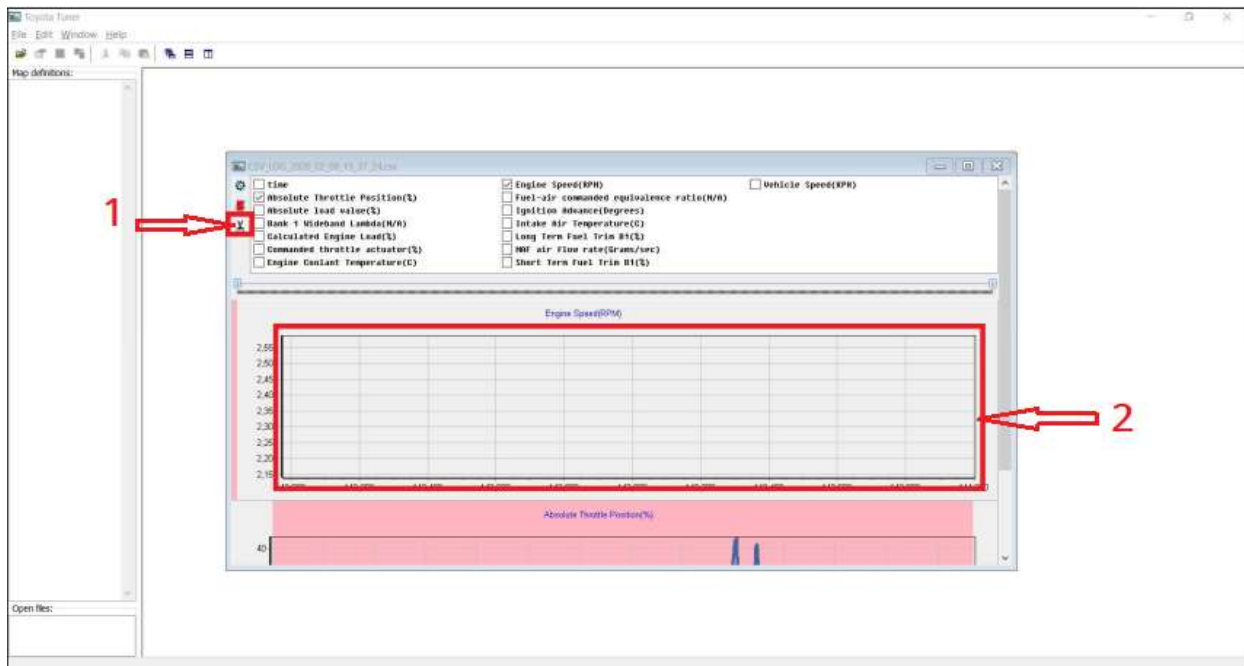 Toyota Tuner
File Edit Window Help
Map definitions:
CSV_LOG_2020_02_08_15_37_24.csv
time
Absolute Throttle Position(%)
Absolute load value(%)
Bank 1 Wideband Lambda(N/A)
Calculated Engine Load(%)
Commanded throttle actuator(%)
Engine Coolant Temperature(C)
Engine Speed(RPM)
Fuel-air commanded equivalence ratio(N/A)
Ignition Advance(Degrees)
Intake Air Temperature(C)
Long Term Fuel Trim B1(%)
MAF air flow rate(Grams/sec)
Short Term Fuel Trim B1(%)
Vehicle Speed(KPH)
1
Engine Speed(RPM)
2,55
2,50
2,45
2,40
2,35
2,30
2,25
2,20
2,15
2
Absolute Throttle Position(%)
40
Open files: